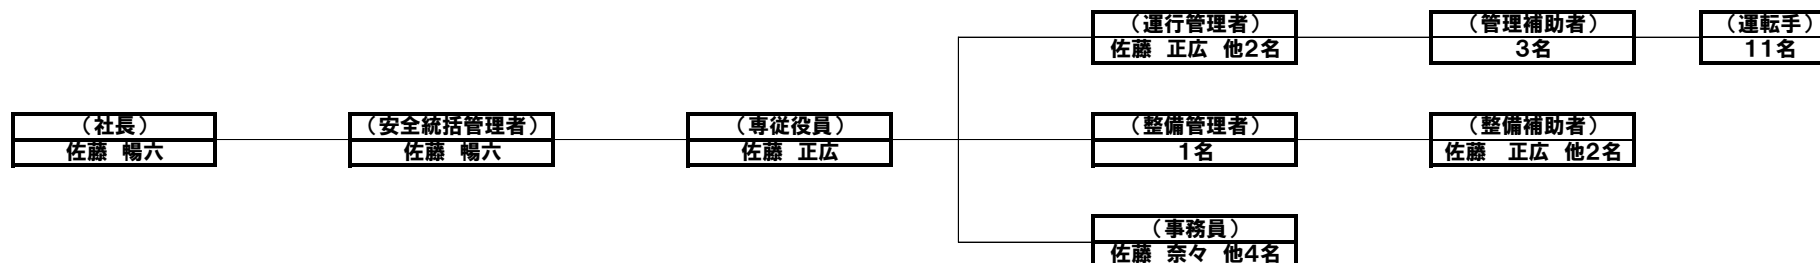 （運行管理者）
佐藤 正広 他2名
（管理補助者）
3名
（運転手）
11名
（社長）
佐藤 暢六
（安全統括管理者）
佐藤 暢六
（専従役員）
佐藤 正広
（整備管理者）
1名
（整備補助者）
佐藤　正広 他2名
（事務員）
佐藤 奈々 他4名